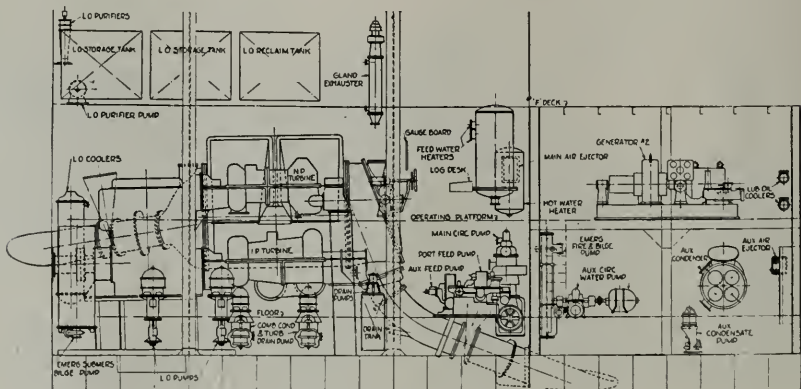 L O PURIFIERS
L O STORAGE TANK
L O STORAGE TANK
L O RECLAIM TANK
GLAND
EXHAUSTER
L O PURIFIER PUMP
"F" DECK
GAUGE BOARD
FEED WATER
HEATERS
LOG DESK
MAIN AIR EJECTOR
GENERATOR #2
L O COOLERS
TURBINE
HOT WATER
HEATER
LUB OIL
COOLERS
OPERATING PLATFORM
MAIN CIRC PUMP
I P TURBINE
PORT FEED PUMP
AUX FEED PUMP
EMERG
FIRE & BILGE
PUMP
AUX CIRC
WATER PUMP
AUX
CONDENSER
AUX AIR
EJECTOR
DRAIN
PUMPS
DRAIN
TANK
FLOOR
COMB COND
& TURB
DRAIN PUMP
AUX
CONDENSATE
PUMP
EMERG SUBMERS
BILGE PUMP
L O PUMPS